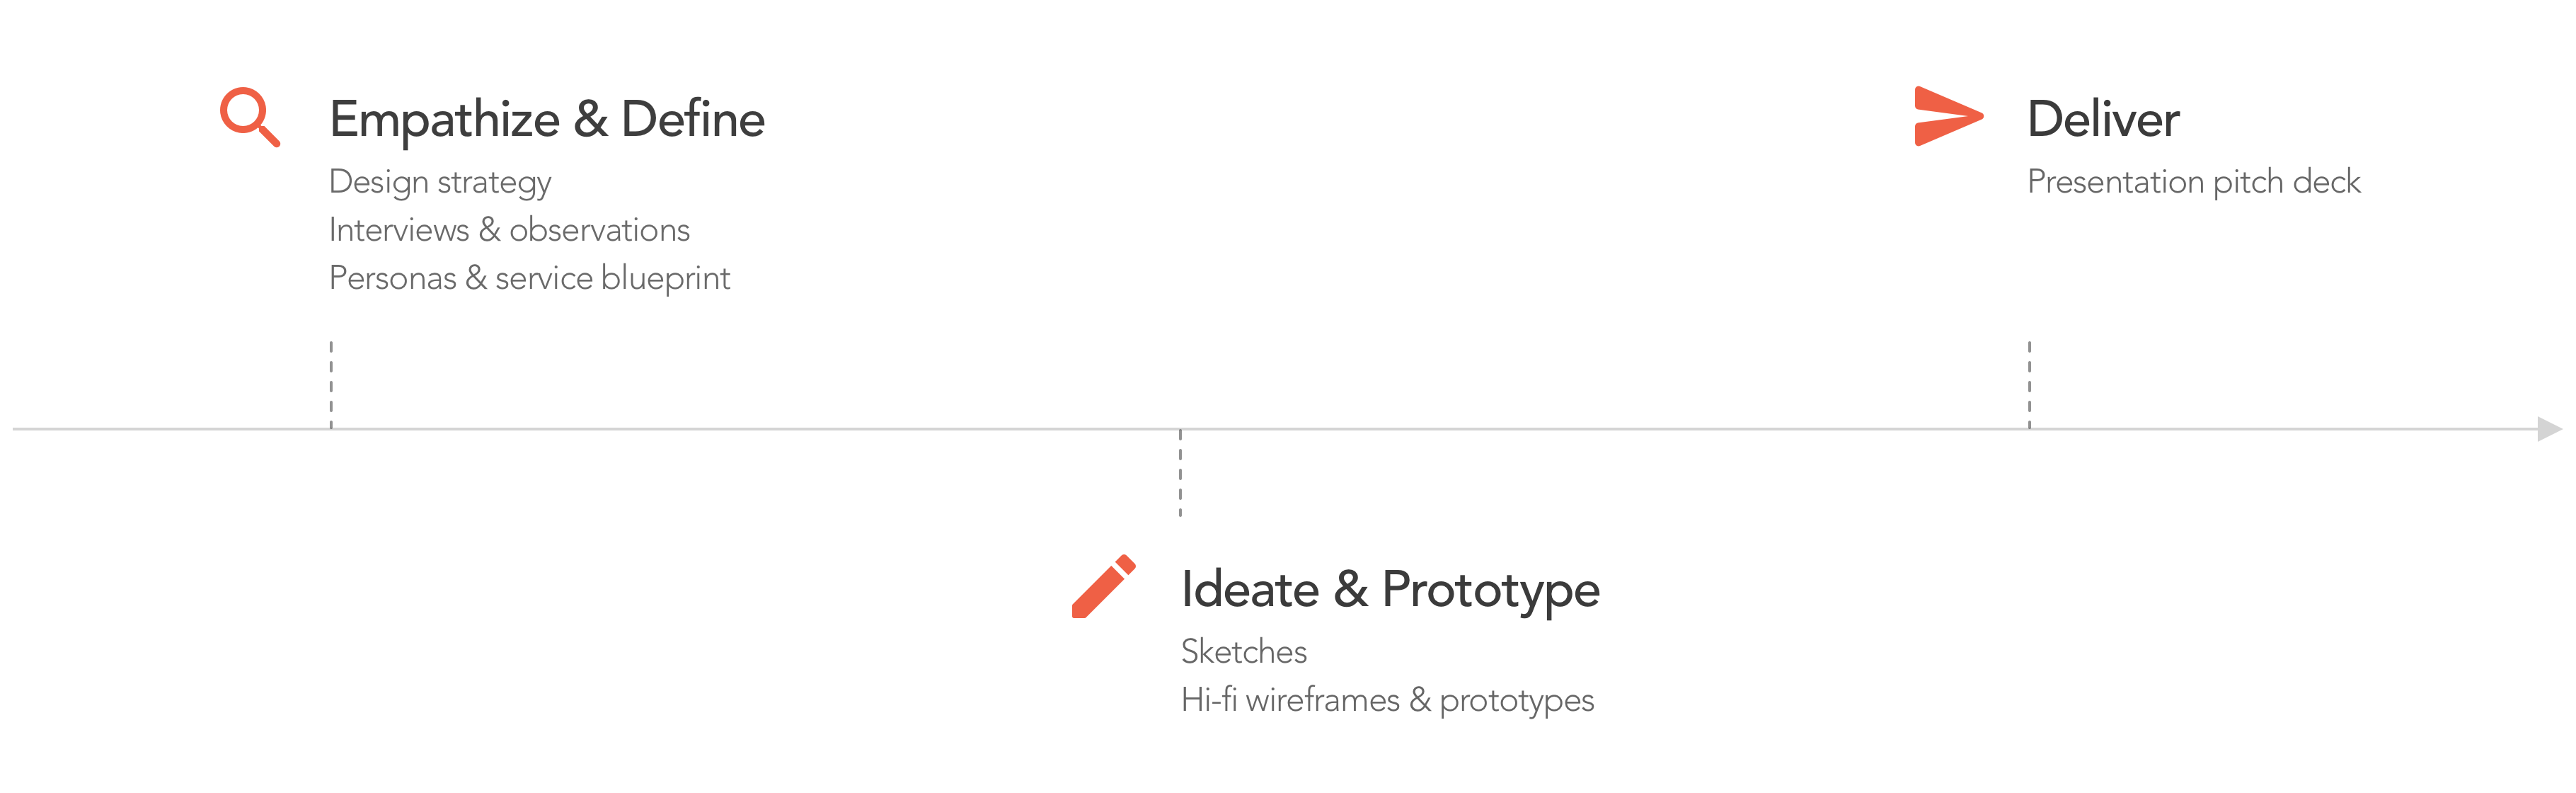 Empathize & Define
Design strategy
Interviews & observations
Personas & service blueprint
Ideate & Prototype
Sketches
Hi-fi wireframes & prototypes
Deliver
Presentation pitch deck